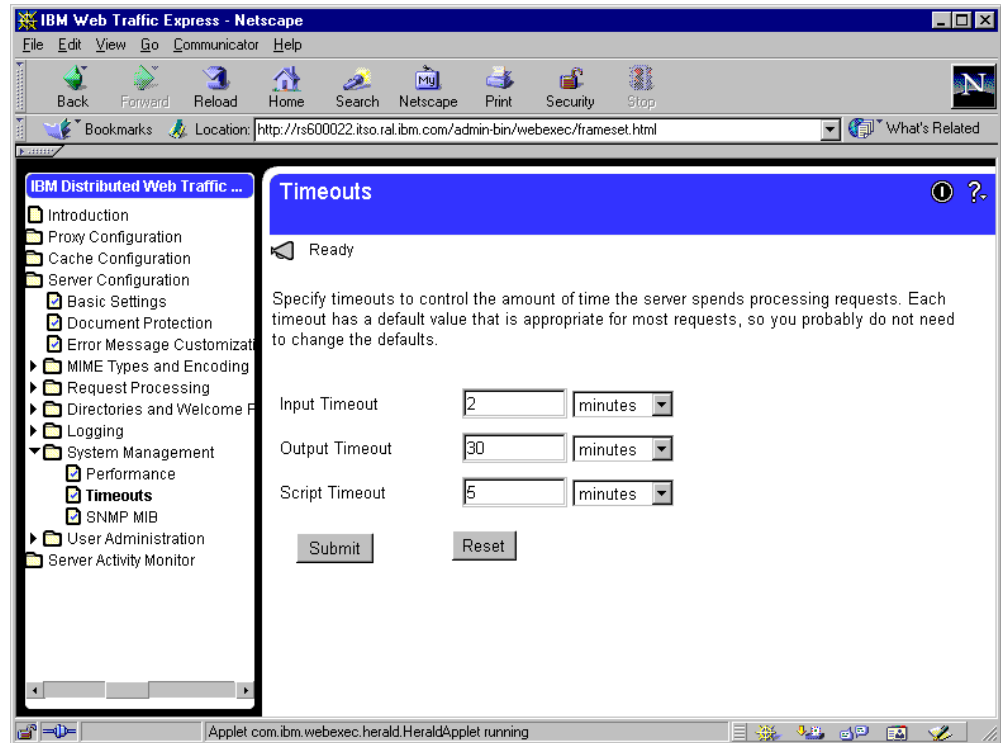 IBM Web Traffic Express - Netscape
File Edit View Go Communicator Help
Back Forward Reload Home Search Netscape Print Security Stop
My
N
Bookmarks Location: http://rs600022.itso.ral.ibm.com/admin-bin/webexec/frameset.html What's Related
IBM Distributed Web Traffic ...
Introduction
Proxy Configuration
Cache Configuration
Server Configuration
Basic Settings
Document Protection
Error Message Customizati
MIME Types and Encoding
Request Processing
Directories and Welcome F
Logging
System Management
Performance
Timeouts
SNMP MIB
User Administration
Server Activity Monitor
Timeouts
Ready
Specify timeouts to control the amount of time the server spends processing requests. Each
timeout has a default value that is appropriate for most requests, so you probably do not need
to change the defaults.
Input Timeout 2 minutes
Output Timeout 30 minutes
Script Timeout 5 minutes
Submit Reset
Applet com.ibm.webexec.herald.HeraldApplet running